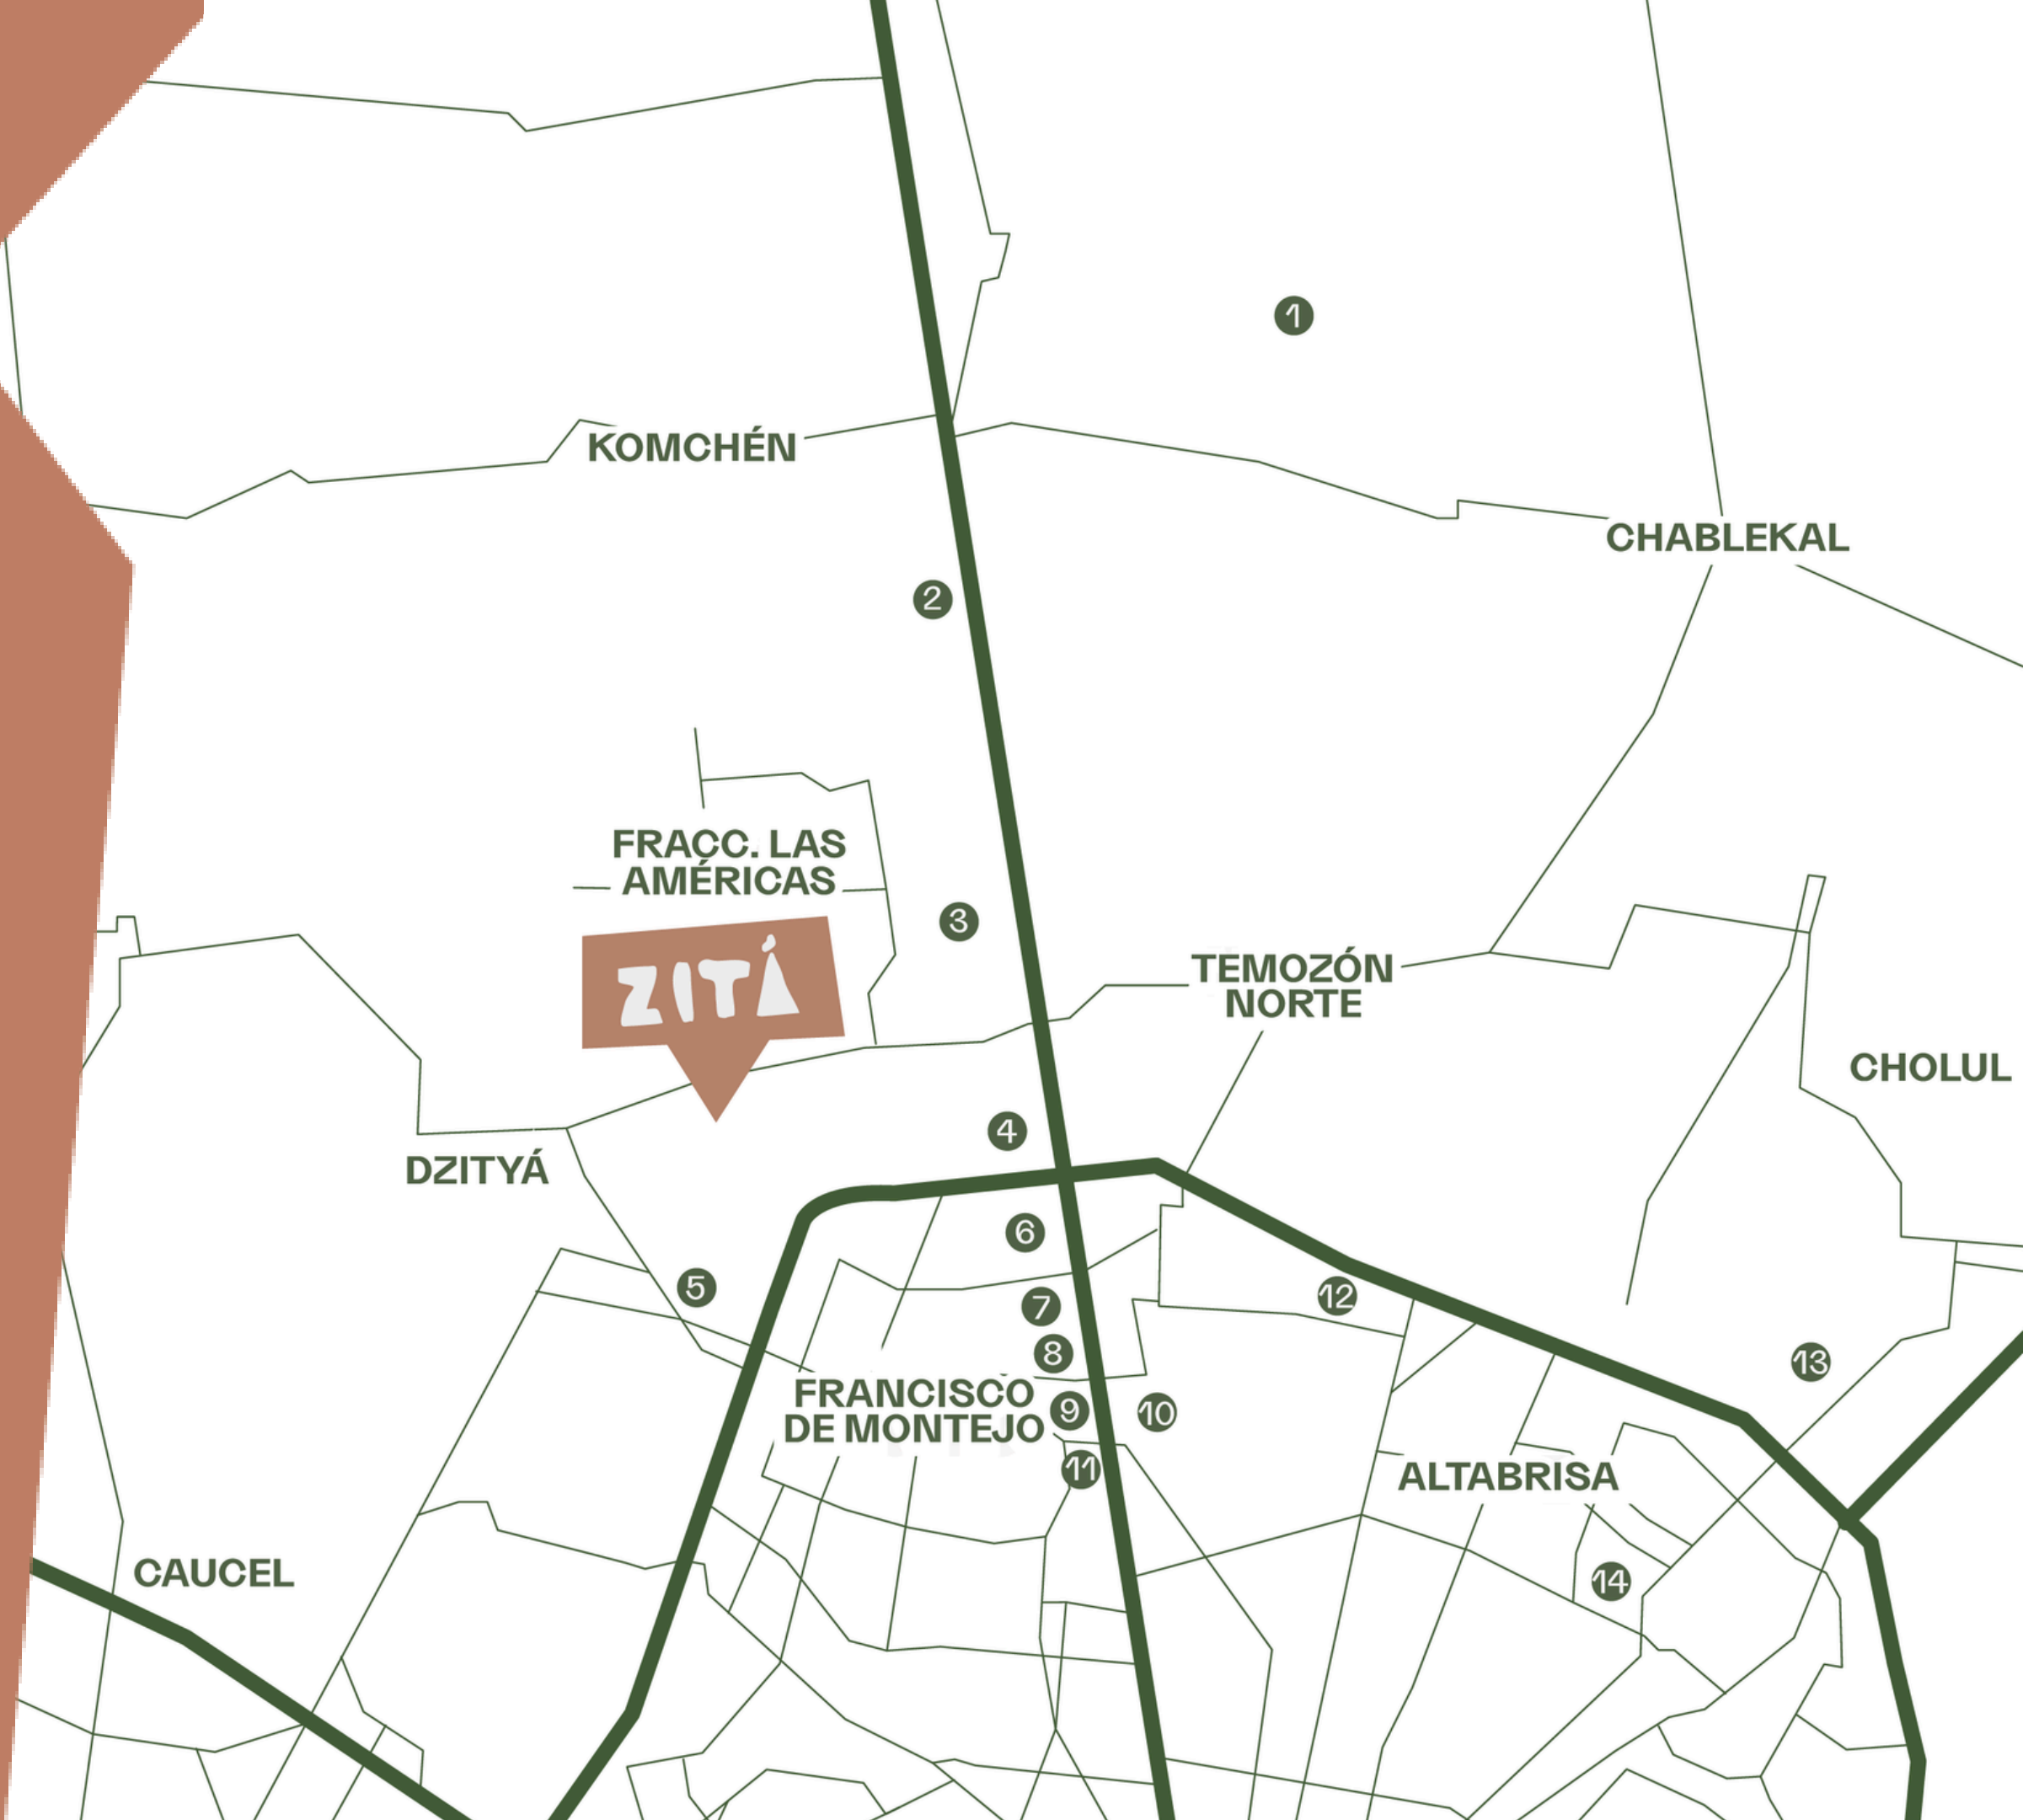 1
KOMCHÉN
CHABLEKAL
2
FRACC. LAS
AMÉRICAS
3
ZITÁ
TEMOZÓN
NORTE
CHOLUL
4
DZITYÁ
6
5
12
7
8
13
FRANCISCO
DE MONTEJO
9
10
11
ALTABRISA
CAUCEL
14